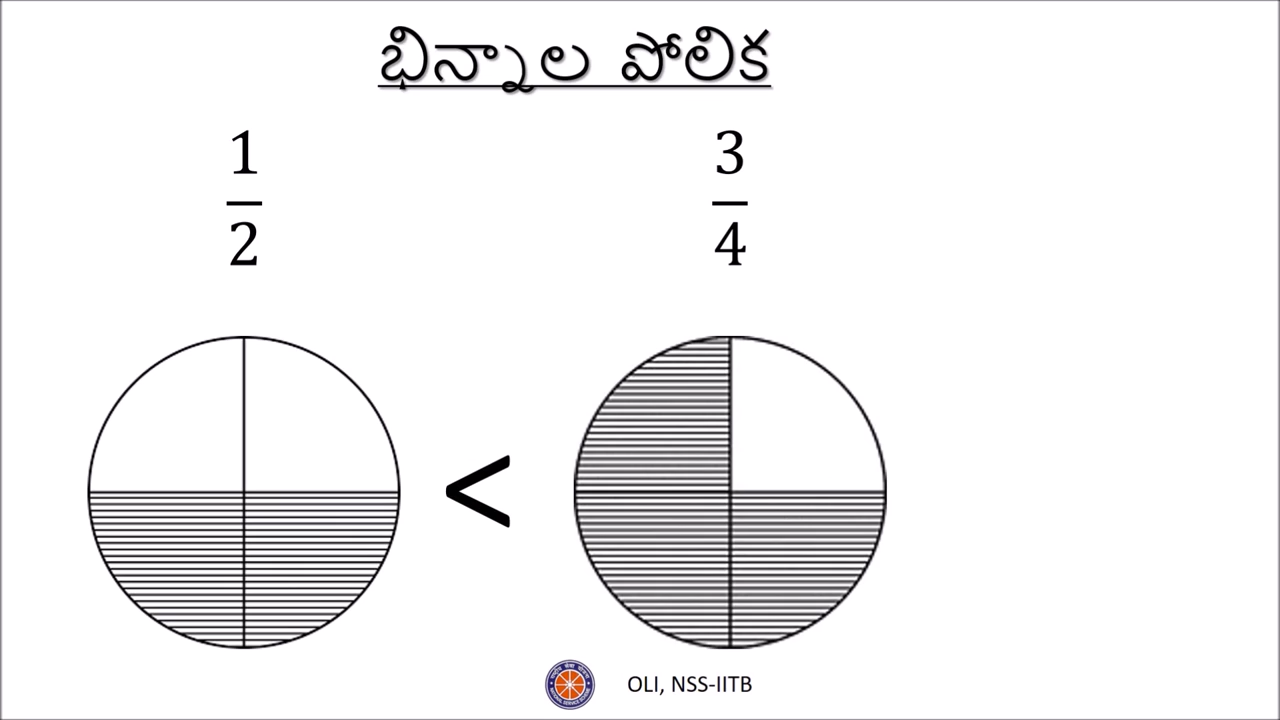 భిన్నాల పోలిక
1/2 3/4
<
OLI, NSS-IITB